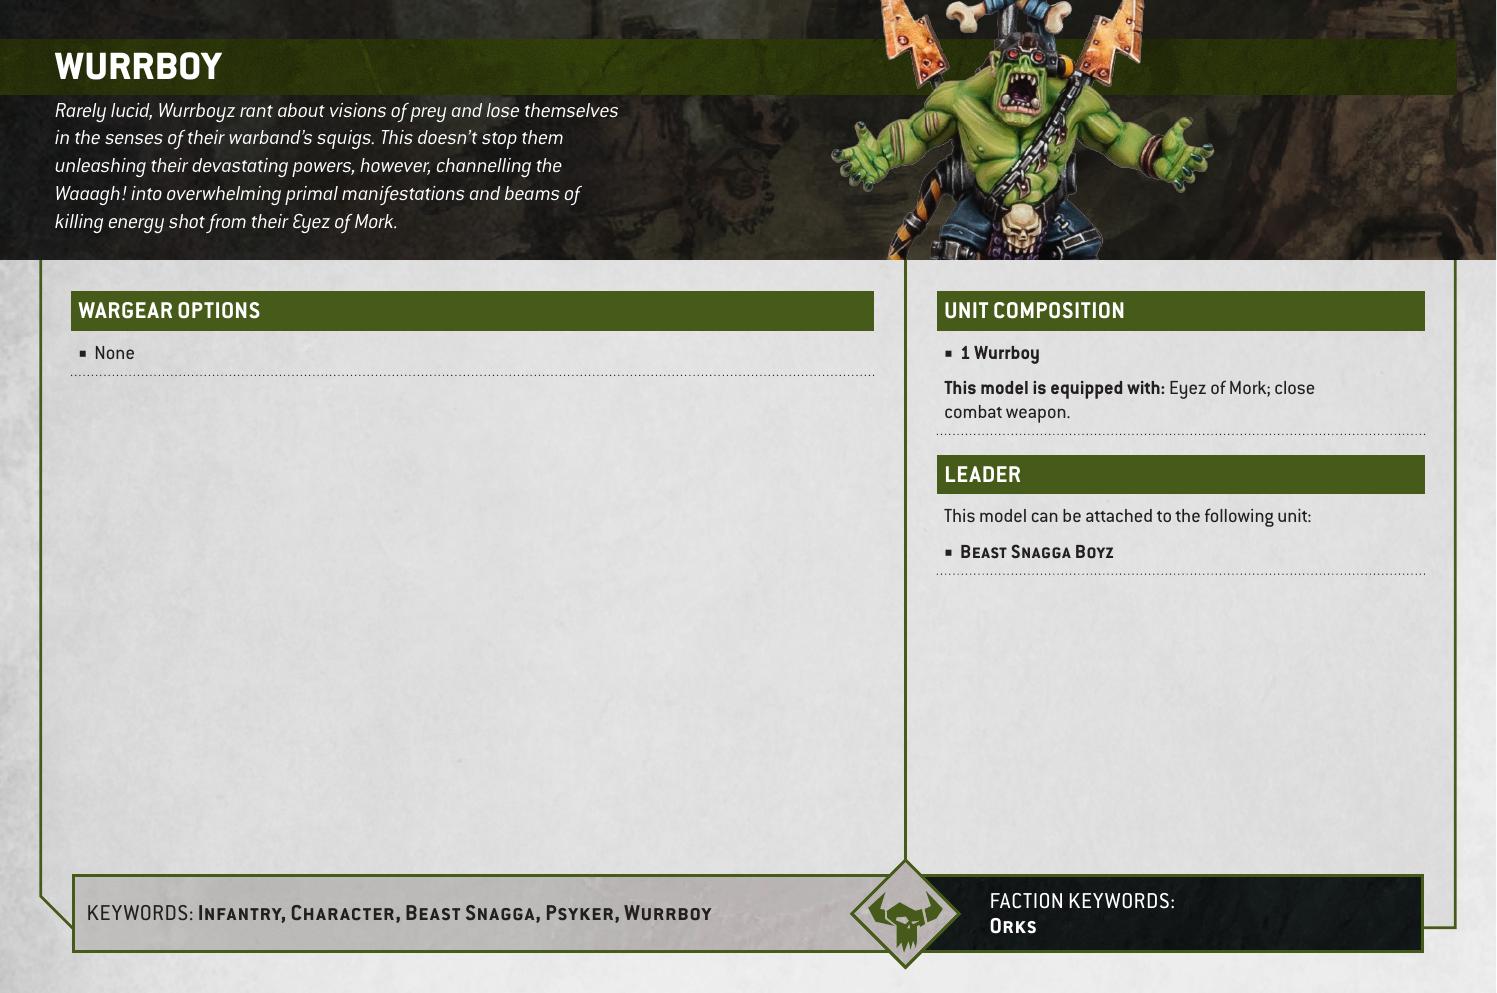 WURRBOY
Rarely lucid, Wurrboyz rant about visions of prey and lose themselves
in the senses of their warband's squigs. This doesn't stop them
unleashing their devastating powers, however, channelling the
Waaagh! into overwhelming primal manifestations and beams of
killing energy shot from their Eyez of Mork.
WARGEAR OPTIONS
▪ None
UNIT COMPOSITION
▪ 1 Wurrboy
This model is equipped with: Eyez of Mork; close
combat weapon.
LEADER
This model can be attached to the following unit:
▪ Beast Snagga Boyz
KEYWORDS: Infantry, Character, Beast Snagga, Psyker, Wurrboy
FACTION KEYWORDS:
Orks